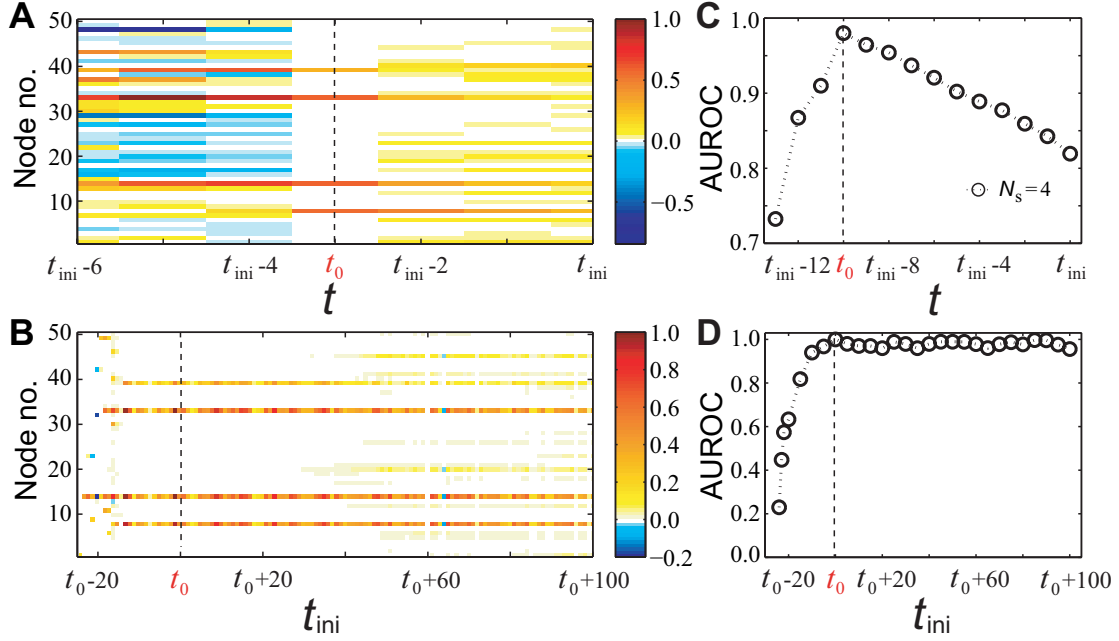 A
Node no.
50
40
30
20
10
t_ini-6
t_ini-4
t_0
t_ini-2
t_ini
t
1.0
0.5
0.0
−0.5
C
AUROC
1.0
0.9
0.8
0.7
N_s=4
t_ini-12
t_0
t_ini-8
t_ini-4
t_ini
t
B
Node no.
50
40
30
20
10
t_0-20
t_0
t_0+20
t_0+60
t_0+100
t_ini
1.0
0.8
0.6
0.4
0.2
0.0
−0.2
D
AUROC
1.0
0.8
0.6
0.4
0.2
0.0
t_0-20
t_0
t_0+20
t_0+60
t_0+100
t_ini